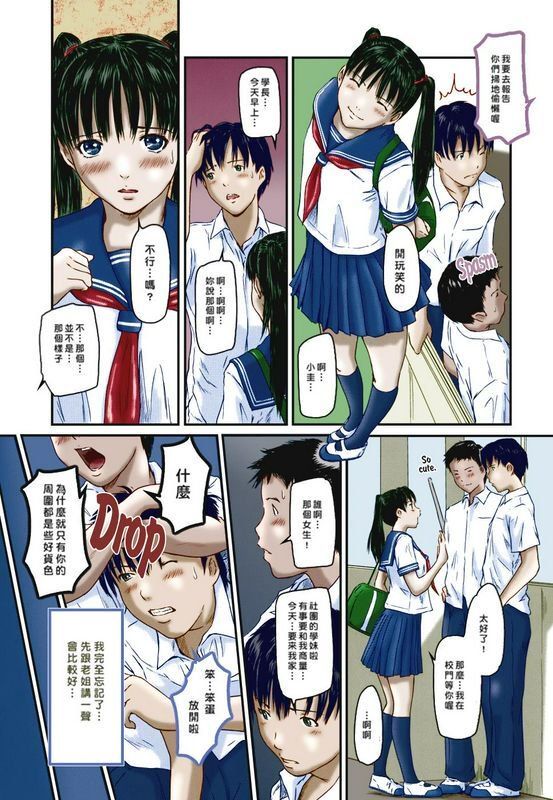 我要去報告
你們掃地偷懶喔
開玩笑的
Spasm
啊⋯
小圭
學長⋯
今天早上⋯
啊⋯啊啊⋯
妳說那個啊⋯
不行⋯嗎？
不⋯那個⋯
並不是⋯
那個樣子
So
cute.
太好了！
那麼⋯我在
校門等你喔
⋯啊啊
誰啊⋯
那個女生！
社團的學妹啦
有事要和我商量⋯
今天⋯要來我家⋯
什麼
為什麼就只有你的
周圍都是些好貨色
Drop
笨⋯笨蛋
放開啦
我完全忘記了⋯
先跟老姐講一聲
會比較好⋯